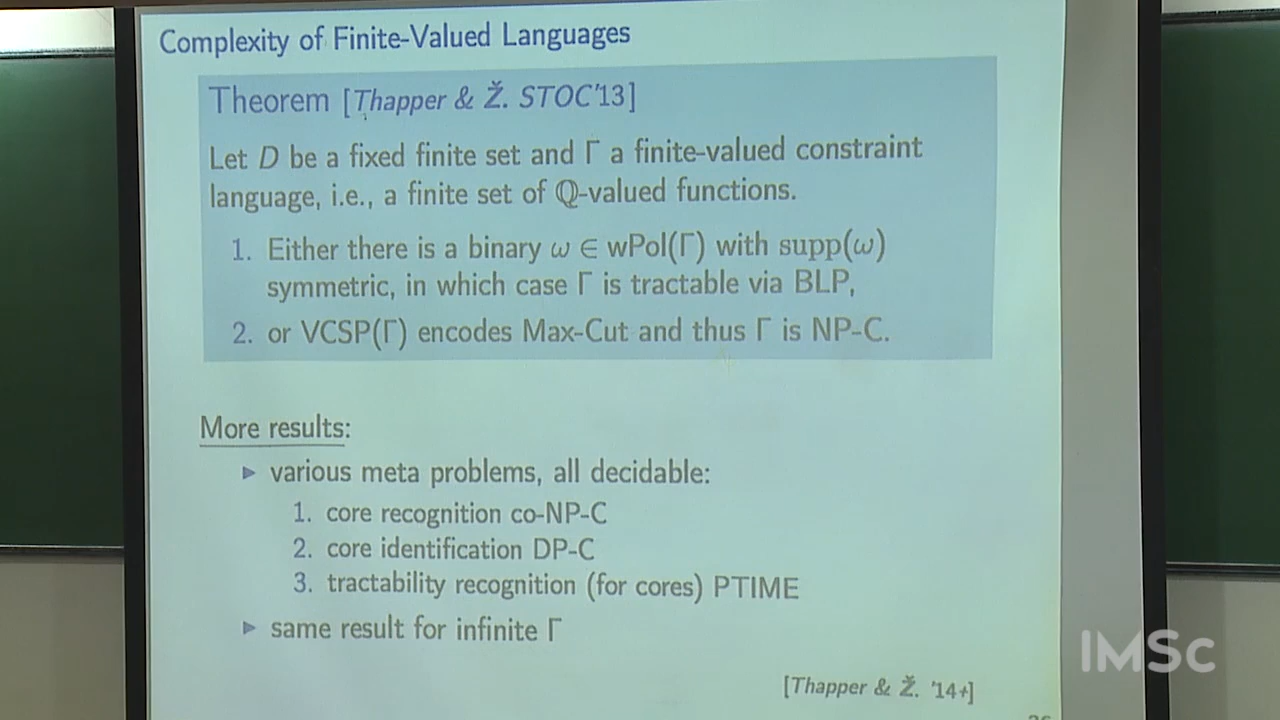 Complexity of Finite-Valued Languages
Theorem [Thapper & Ž. STOC'13]
Let D be a fixed finite set and Γ a finite-valued constraint
language, i.e., a finite set of ℚ-valued functions.
1. Either there is a binary ω ∈ wPol(Γ) with supp(ω)
symmetric, in which case Γ is tractable via BLP,
2. or VCSP(Γ) encodes Max-Cut and thus Γ is NP-C.
More results:
▶ various meta problems, all decidable:
1. core recognition co-NP-C
2. core identification DP-C
3. tractability recognition (for cores) PTIME
▶ same result for infinite Γ
IMSc
[Thapper & Ž. '14+]